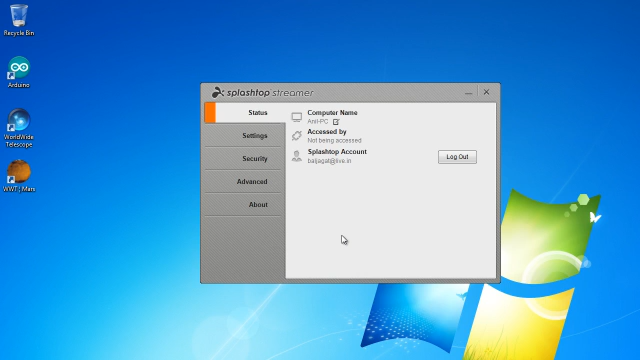 Recycle Bin
Arduino
WorldWide
Telescope
WWT | Mars
splashtop streamer
Status
Settings
Security
Advanced
About
Computer Name
Anil-PC
Accessed by
Not being accessed
Splashtop Account
baljagat@live.in
Log Out